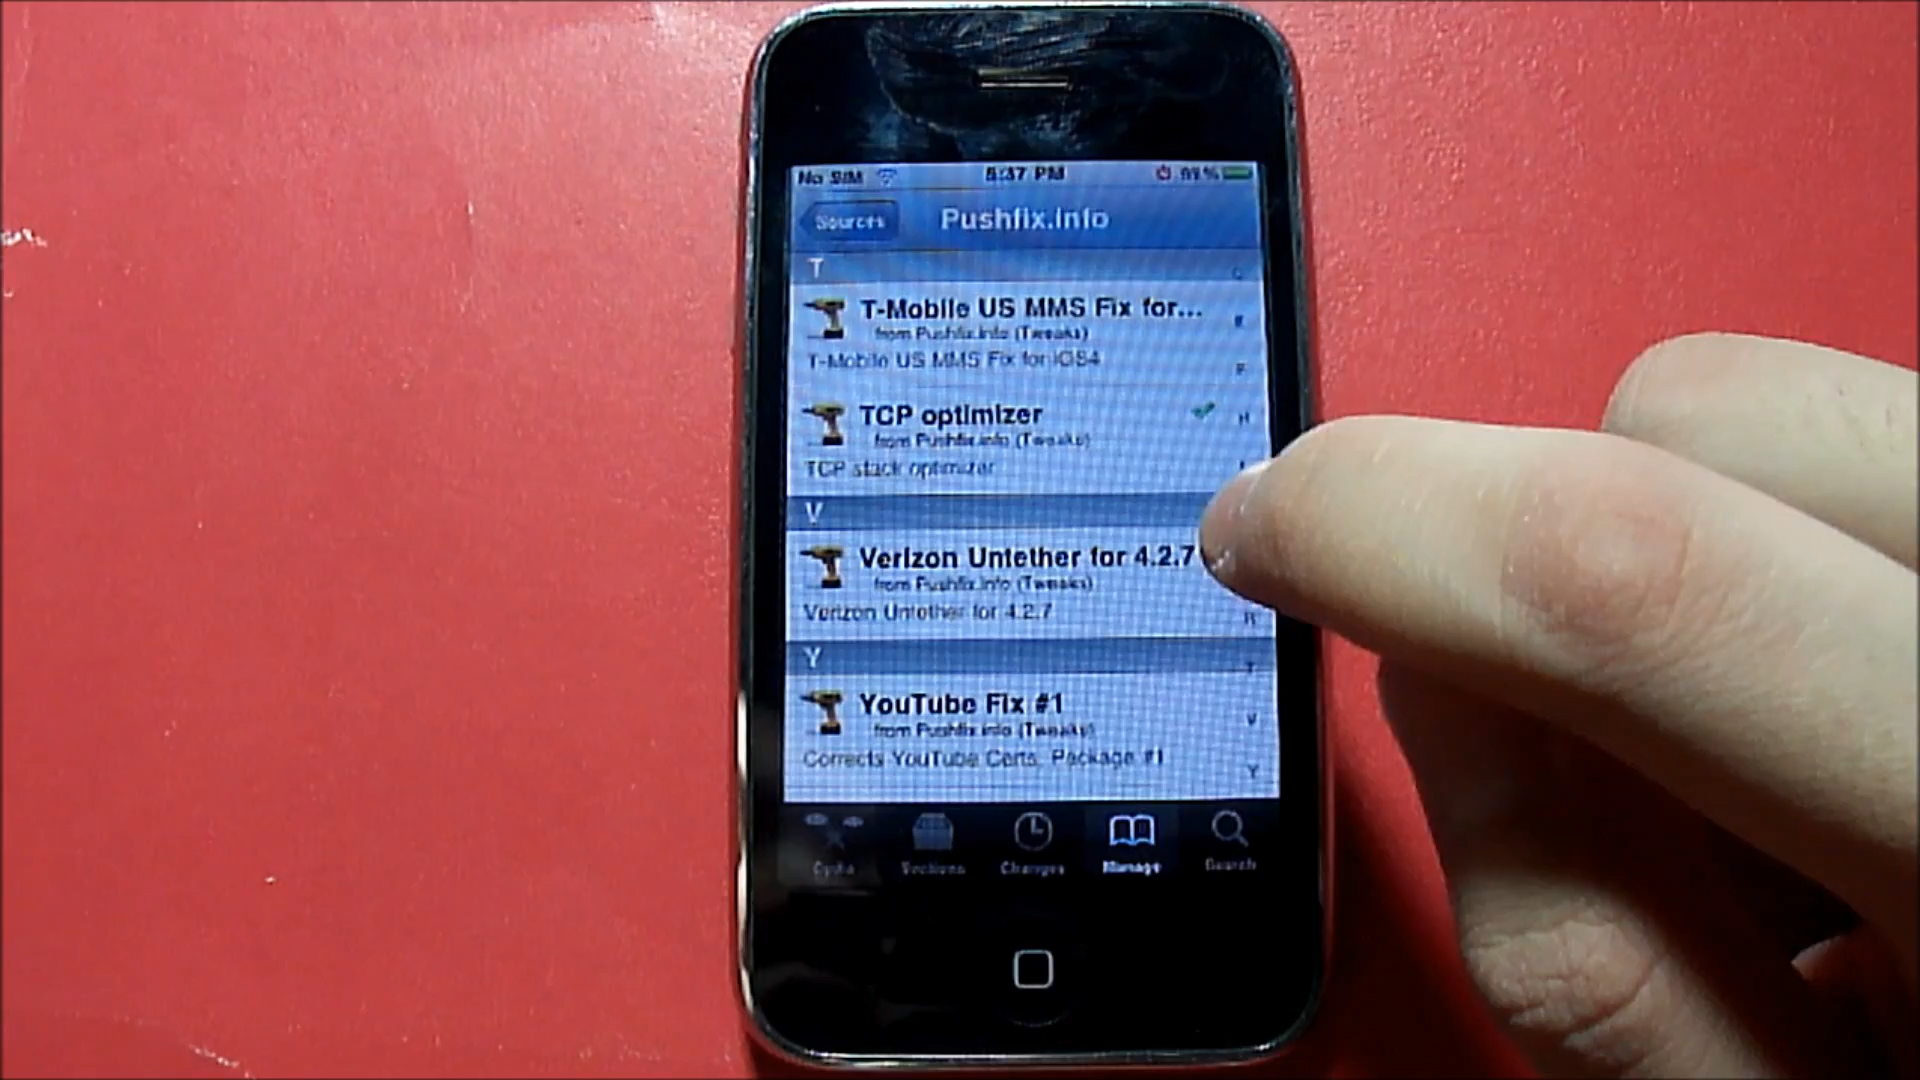 No SIM 5:37 PM
Sources Pushfix.info
T
T-Mobile US MMS Fix for...
from Pushfix.info (Tweaks)
T-Mobile US MMS Fix for iOS4
TCP optimizer
from Pushfix.info (Tweaks)
TCP stack optimizer
V
Verizon Untether for 4.2.7
from Pushfix.info (Tweaks)
Verizon Untether for 4.2.7
Y
YouTube Fix #1
from Pushfix.info (Tweaks)
Corrects YouTube Certs. Package #1
Cydia Sections Changes Manage Search